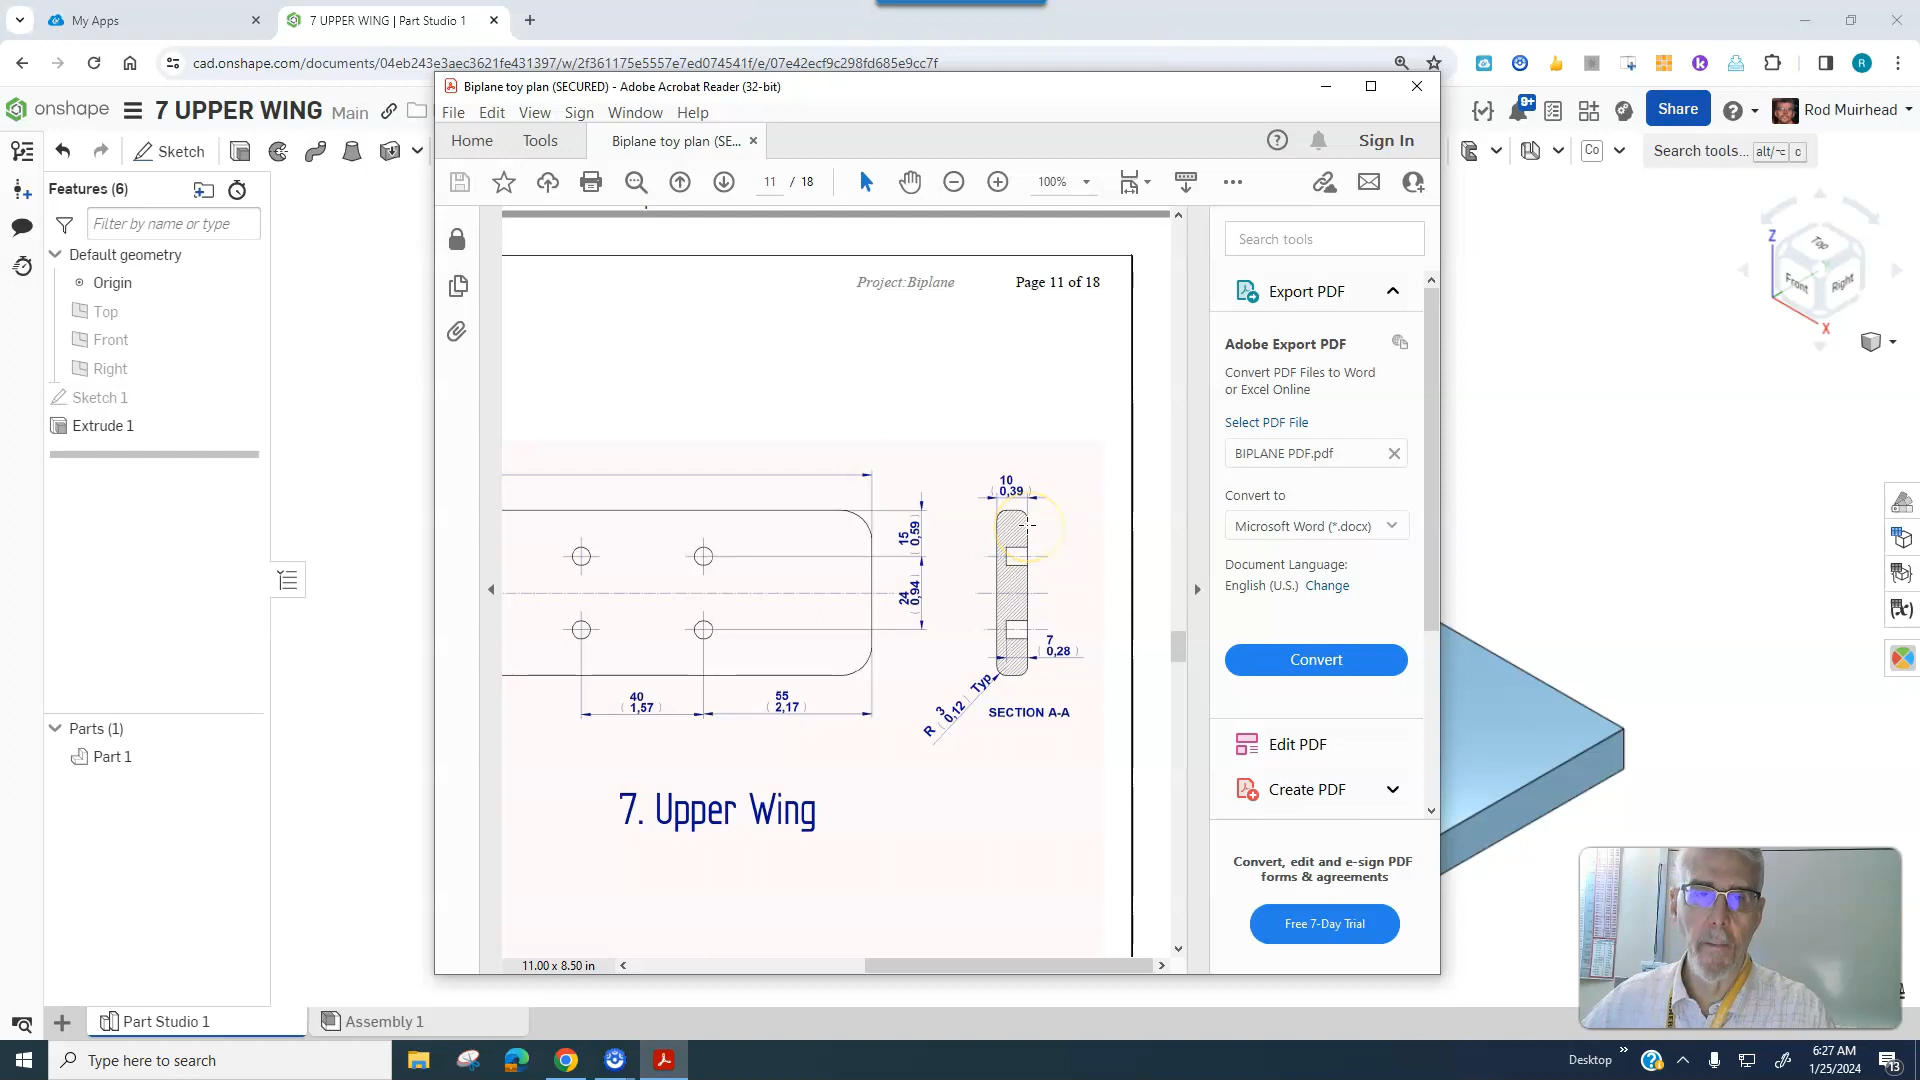 My Apps
7 UPPER WING | Part Studio 1
cad.onshape.com/documents/04eb243e3aec3621fe431397/w/2f361175e5557e7ed074541f/e/07e42ecf9c298fd685e9cc7f
R
onshape
7 UPPER WING
Main
9+
Share
Rod Muirhead
Sketch
Co
Search tools...
alt/⌥
c
Features (6)
Filter by name or type
Default geometry
Origin
Top
Front
Right
Sketch 1
Extrude 1
Parts (1)
Part 1
Z
Top
Front
Right
X
Biplane toy plan (SECURED) - Adobe Acrobat Reader (32-bit)
File
Edit
View
Sign
Window
Help
Home
Tools
Biplane toy plan (SE...
Sign In
11
/ 18
100%
Project:Biplane
Page 11 of 18
10
(0,39)
15
(0,59)
24
(0,94)
7
(0,28)
40
(1,57)
55
(2,17)
R 3 (0,12) Typ
SECTION A-A
7. Upper Wing
11.00 x 8.50 in
Search tools
Export PDF
Adobe Export PDF
Convert PDF Files to Word
or Excel Online
Select PDF File
BIPLANE PDF.pdf
Convert to
Microsoft Word (*.docx)
Document Language:
English (U.S.) Change
Convert
Edit PDF
Create PDF
Convert, edit and e-sign PDF
forms & agreements
Free 7-Day Trial
Part Studio 1
Assembly 1
Type here to search
Desktop
6:27 AM
1/25/2024
13